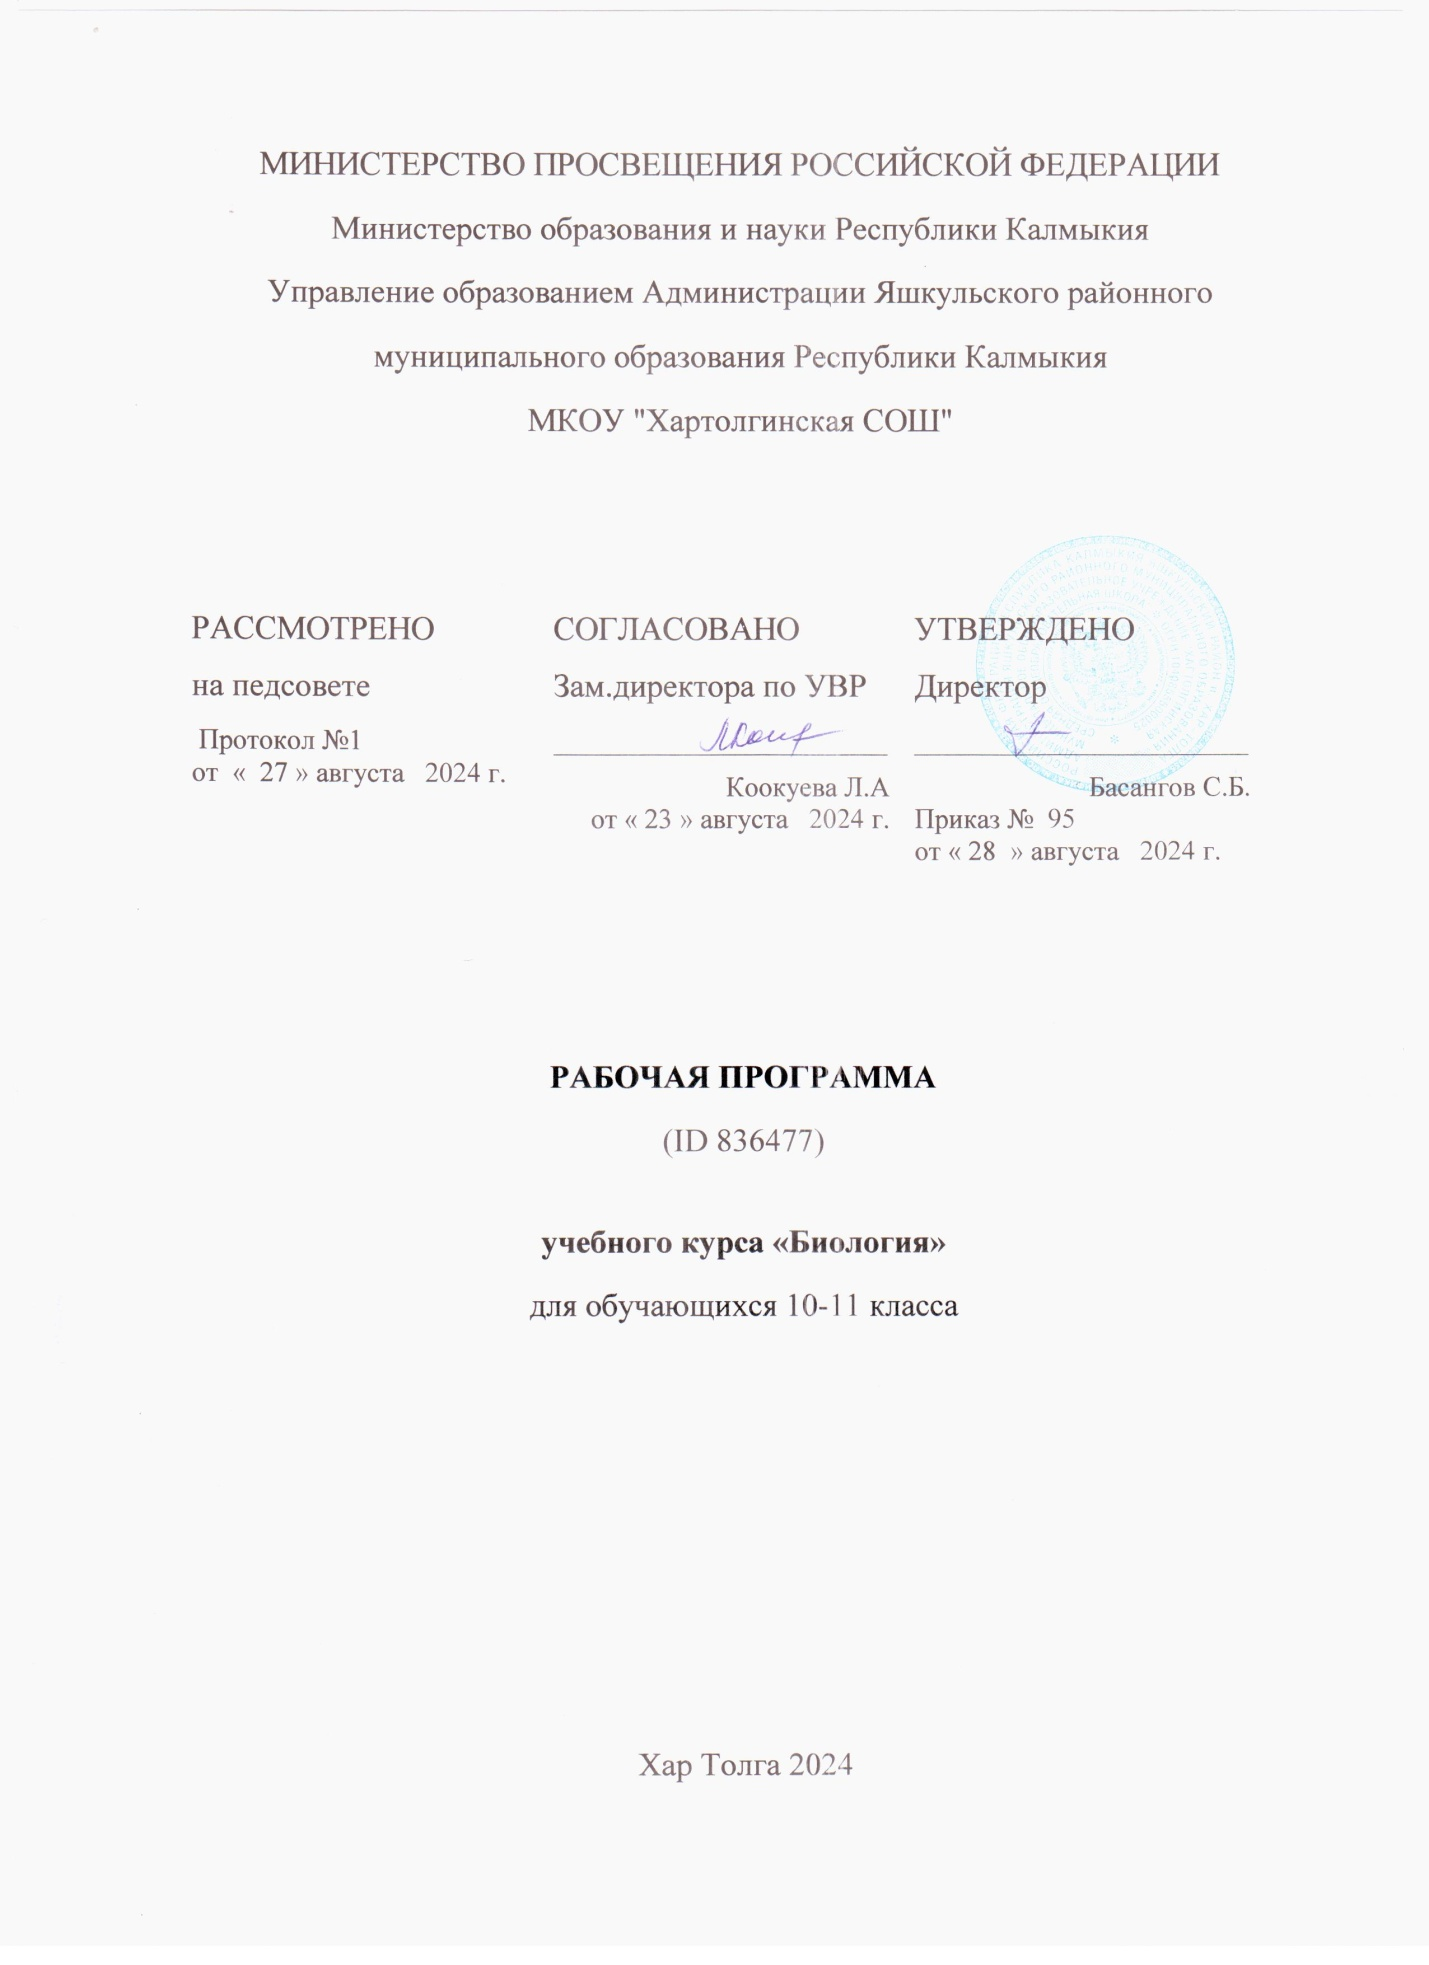 МИНИСТЕРСТВО ПРОСВЕЩЕНИЯ РОССИЙСКОЙ ФЕДЕРАЦИИ
Министерство образования и науки Республики Калмыкия
Управление образованием Администрации Яшкульского районного
муниципального образования Республики Калмыкия
МКОУ "Хартолгинская СОШ"
РАССМОТРЕНО
на педсовете
Протокол №1
от « 27 » августа 2024 г.
СОГЛАСОВАНО
Зам.директора по УВР
Коокуева Л.А
от « 23 » августа 2024 г.
УТВЕРЖДЕНО
Директор
Басангов С.Б.
Приказ № 95
от « 28 » августа 2024 г.
РАБОЧАЯ ПРОГРАММА
(ID 836477)
учебного курса «Биология»
для обучающихся 10-11 класса
Хар Толга 2024